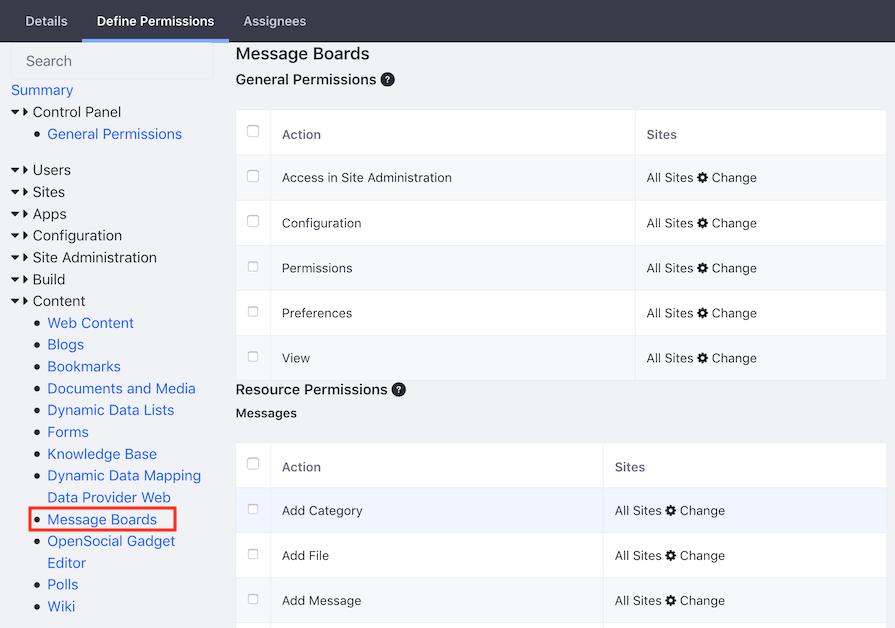 Details Define Permissions Assignees
Search
Summary
Control Panel
General Permissions
Users
Sites
Apps
Configuration
Site Administration
Build
Content
Web Content
Blogs
Bookmarks
Documents and Media
Dynamic Data Lists
Forms
Knowledge Base
Dynamic Data Mapping
Data Provider Web
Message Boards
OpenSocial Gadget
Editor
Polls
Wiki
Message Boards
General Permissions ?
Action Sites
Access in Site Administration All Sites Change
Configuration All Sites Change
Permissions All Sites Change
Preferences All Sites Change
View All Sites Change
Resource Permissions ?
Messages
Action Sites
Add Category All Sites Change
Add File All Sites Change
Add Message All Sites Change